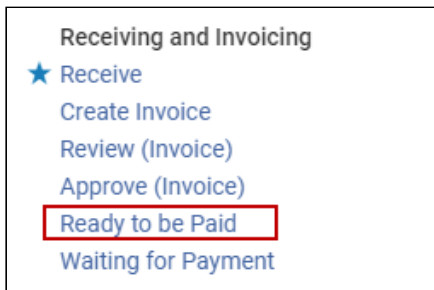 Receiving and Invoicing
Receive
Create Invoice
Review (Invoice)
Approve (Invoice)
Ready to be Paid
Waiting for Payment